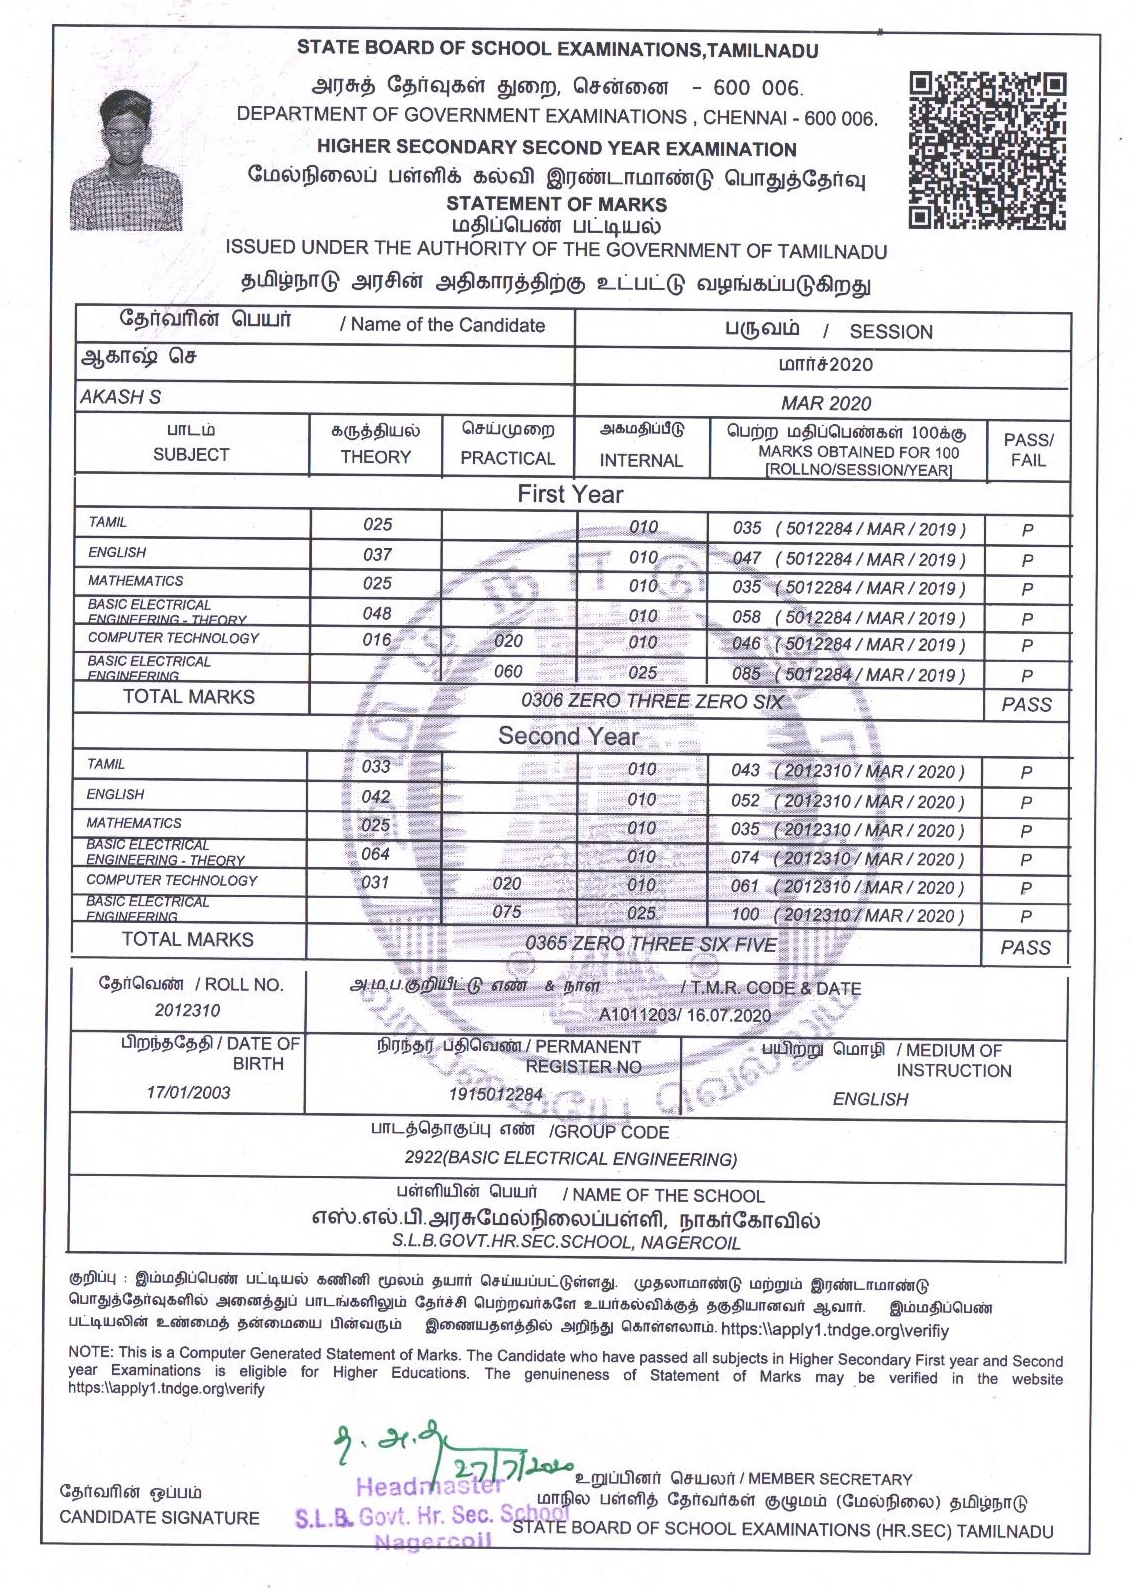 STATE BOARD OF SCHOOL EXAMINATIONS,TAMILNADU
அரசுத் தேர்வுகள் துறை, சென்னை - 600 006.
DEPARTMENT OF GOVERNMENT EXAMINATIONS , CHENNAI - 600 006.
HIGHER SECONDARY SECOND YEAR EXAMINATION
மேல்நிலைப் பள்ளிக் கல்வி இரண்டாமாண்டு பொதுத்தேர்வு
STATEMENT OF MARKS
மதிப்பெண் பட்டியல்
ISSUED UNDER THE AUTHORITY OF THE GOVERNMENT OF TAMILNADU
தமிழ்நாடு அரசின் அதிகாரத்திற்கு உட்பட்டு வழங்கப்படுகிறது
தேர்வரின் பெயர் / Name of the Candidate பருவம் / SESSION
ஆகாஷ் செ மார்ச்2020
AKASH S MAR 2020
பாடம் கருத்தியல் செய்முறை அகமதிப்பீடு பெற்ற மதிப்பெண்கள் 100க்கு PASS/
SUBJECT THEORY PRACTICAL INTERNAL MARKS OBTAINED FOR 100 FAIL
[ROLLNO/SESSION/YEAR]
First Year
TAMIL 025 010 035 ( 5012284 / MAR / 2019 ) P
ENGLISH 037 010 047 ( 5012284 / MAR / 2019 ) P
MATHEMATICS 025 010 035 ( 5012284 / MAR / 2019 ) P
BASIC ELECTRICAL
ENGINEERING - THEORY 048 010 058 ( 5012284 / MAR / 2019 ) P
COMPUTER TECHNOLOGY 016 020 010 046 ( 5012284 / MAR / 2019 ) P
BASIC ELECTRICAL
ENGINEERING 060 025 085 ( 5012284 / MAR / 2019 ) P
TOTAL MARKS 0306 ZERO THREE ZERO SIX PASS
Second Year
TAMIL 033 010 043 ( 2012310 / MAR / 2020 ) P
ENGLISH 042 010 052 ( 2012310 / MAR / 2020 ) P
MATHEMATICS 025 010 035 ( 2012310 / MAR / 2020 ) P
BASIC ELECTRICAL
ENGINEERING - THEORY 064 010 074 ( 2012310 / MAR / 2020 ) P
COMPUTER TECHNOLOGY 031 020 010 061 ( 2012310 / MAR / 2020 ) P
BASIC ELECTRICAL
ENGINEERING 075 025 100 ( 2012310 / MAR / 2020 ) P
TOTAL MARKS 0365 ZERO THREE SIX FIVE PASS
தேர்வெண் / ROLL NO. அ.ம.ப.குறியீட்டு எண் & நாள் / T.M.R. CODE & DATE
2012310 A1011203/ 16.07.2020
பிறந்ததேதி / DATE OF BIRTH நிரந்தர பதிவெண் / PERMANENT REGISTER NO பயிற்று மொழி / MEDIUM OF INSTRUCTION
17/01/2003 1915012284 ENGLISH
பாடத்தொகுப்பு எண் /GROUP CODE
2922(BASIC ELECTRICAL ENGINEERING)
பள்ளியின் பெயர் / NAME OF THE SCHOOL
எஸ்.எல்.பி.அரசுமேல்நிலைப்பள்ளி, நாகர்கோவில்
S.L.B.GOVT.HR.SEC.SCHOOL, NAGERCOIL
குறிப்பு : இம்மதிப்பெண் பட்டியல் கணினி மூலம் தயார் செய்யப்பட்டுள்ளது. முதலாமாண்டு மற்றும் இரண்டாமாண்டு
பொதுத்தேர்வுகளில் அனைத்துப் பாடங்களிலும் தேர்ச்சி பெற்றவர்களே உயர்கல்விக்குத் தகுதியானவர் ஆவார். இம்மதிப்பெண்
பட்டியலின் உண்மைத் தன்மையை பின்வரும் இணையதளத்தில் அறிந்து கொள்ளலாம். https:\\apply1.tndge.org\verifiy
NOTE: This is a Computer Generated Statement of Marks. The Candidate who have passed all subjects in Higher Secondary First year and Second
year Examinations is eligible for Higher Educations. The genuineness of Statement of Marks may be verified in the website
https:\\apply1.tndge.org\verify
27/7/2020
Headmaster
S.L.B. Govt. Hr. Sec. School
Nagercoil
தேர்வரின் ஒப்பம்
CANDIDATE SIGNATURE
உறுப்பினர் செயலர் / MEMBER SECRETARY
மாநில பள்ளித் தேர்வர்கள் குழுமம் (மேல்நிலை) தமிழ்நாடு
STATE BOARD OF SCHOOL EXAMINATIONS (HR.SEC) TAMILNADU